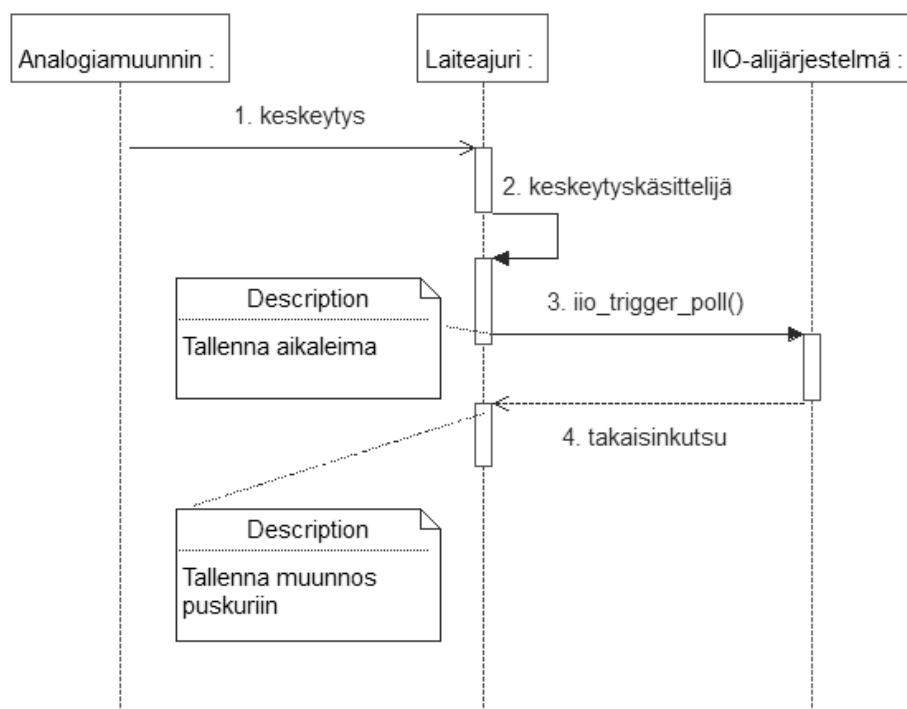 Analogiamuunnin :
Laiteajuri :
IIO-alijärjestelmä :
1. keskeytys
2. keskeytyskäsittelijä
Description
Tallenna aikaleima
3. iio_trigger_poll()
4. takaisinkutsu
Description
Tallenna muunnos
puskuriin